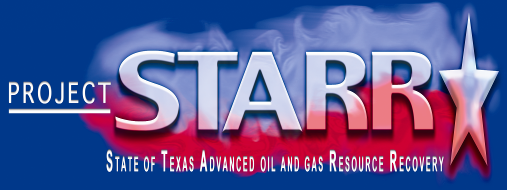 PROJECT STARR
STATE OF TEXAS ADVANCED OIL AND GAS RESOURCE RECOVERY